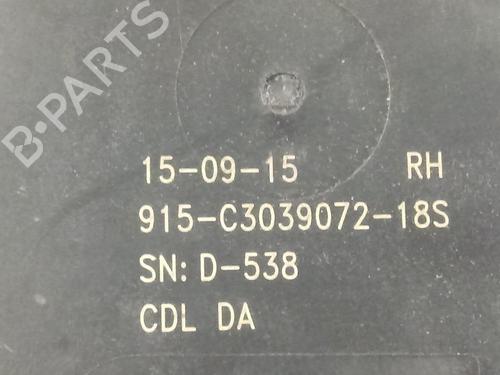 B-PARTS
15-09-15 RH
915-C3039072-18S
SN: D-538
CDL DA